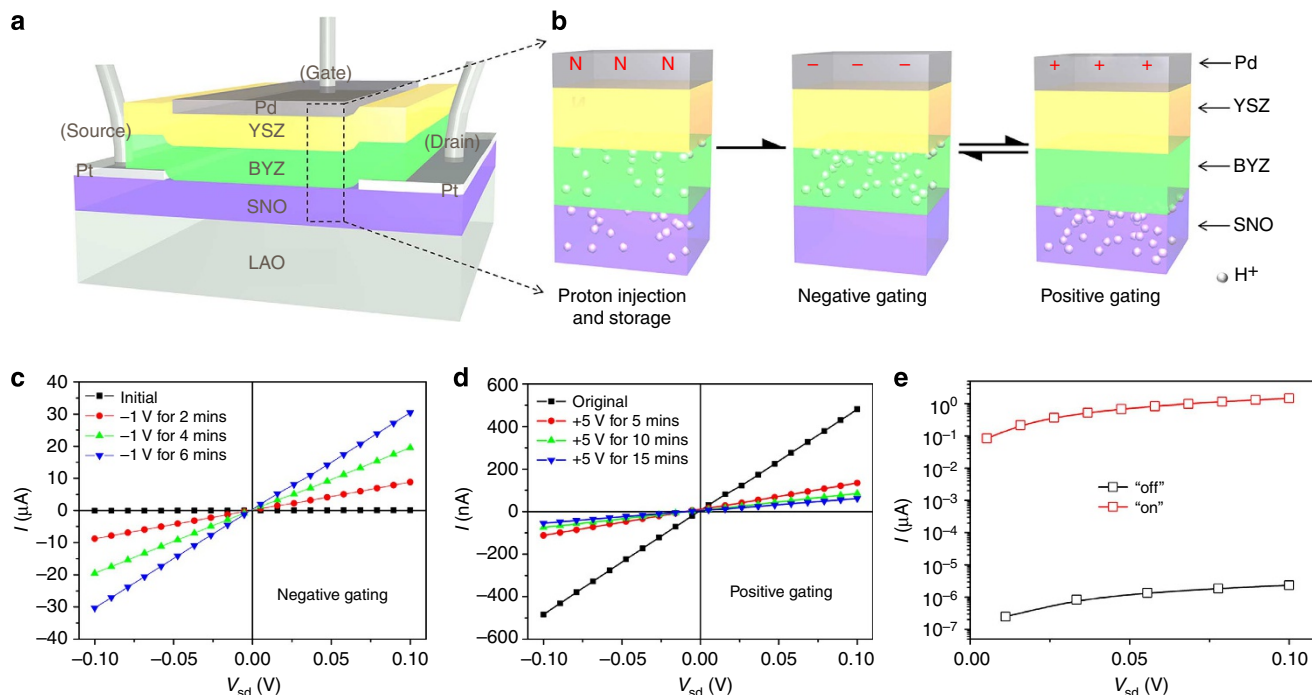 a
(Gate)
Pd
(Source)
YSZ
(Drain)
BYZ
Pt
Pt
SNO
LAO
b
N N N
– – –
+ + +
Pd
YSZ
BYZ
SNO
H⁺
Proton injection
and storage
Negative gating
Positive gating
c
40
30
20
10
0
–10
–20
–30
–40
I (μA)
Initial
–1 V for 2 mins
–1 V for 4 mins
–1 V for 6 mins
Negative gating
–0.10 –0.05 0.00 0.05 0.10
Vsd (V)
d
600
400
200
0
–200
–400
–600
I (nA)
Original
+5 V for 5 mins
+5 V for 10 mins
+5 V for 15 mins
Positive gating
–0.10 –0.05 0.00 0.05 0.10
Vsd (V)
e
10⁰
10⁻¹
10⁻²
10⁻³
10⁻⁴
10⁻⁵
10⁻⁶
10⁻⁷
I (μA)
“off”
“on”
0.00 0.05 0.10
Vsd (V)